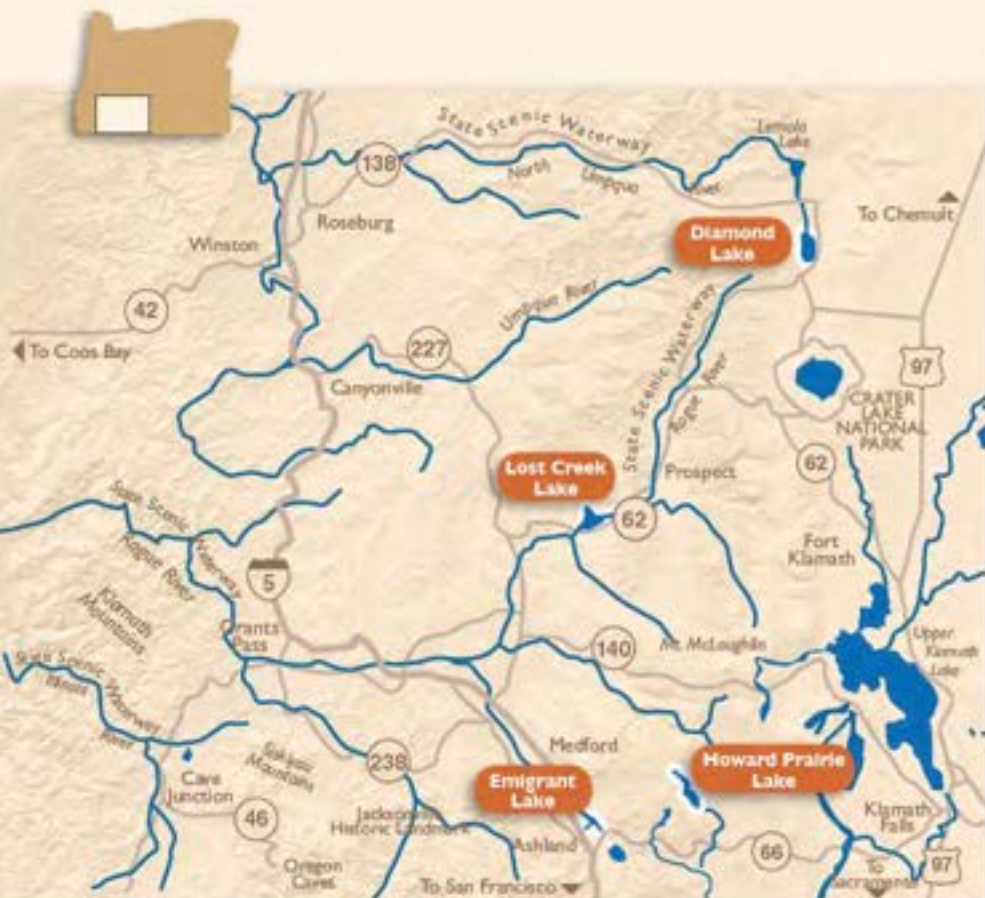 State Scenic Waterway
Lemolo
Lake
138
North Umpqua River
To Chemult
Roseburg
Diamond
Lake
Winston
42
Umpqua River
State Scenic Waterway
To Coos Bay
227
97
Canyonville
Rogue River
CRATER
LAKE
NATIONAL
PARK
Lost Creek
Lake
Prospect
62
62
State Scenic
Waterway
Rogue River
Fort
Klamath
5
Klamath
Mountains
Grants
Pass
140
Mt. McLoughlin
Upper
Klamath
Lake
State Scenic Waterway
Illinois
River
Medford
Howard Prairie
Lake
Siskiyou
Mountains
238
Emigrant
Lake
Cave
Junction
46
Jacksonville
Historic Landmark
Klamath
Falls
Ashland
66
Oregon
Caves
To
Sacramento
97
To San Francisco